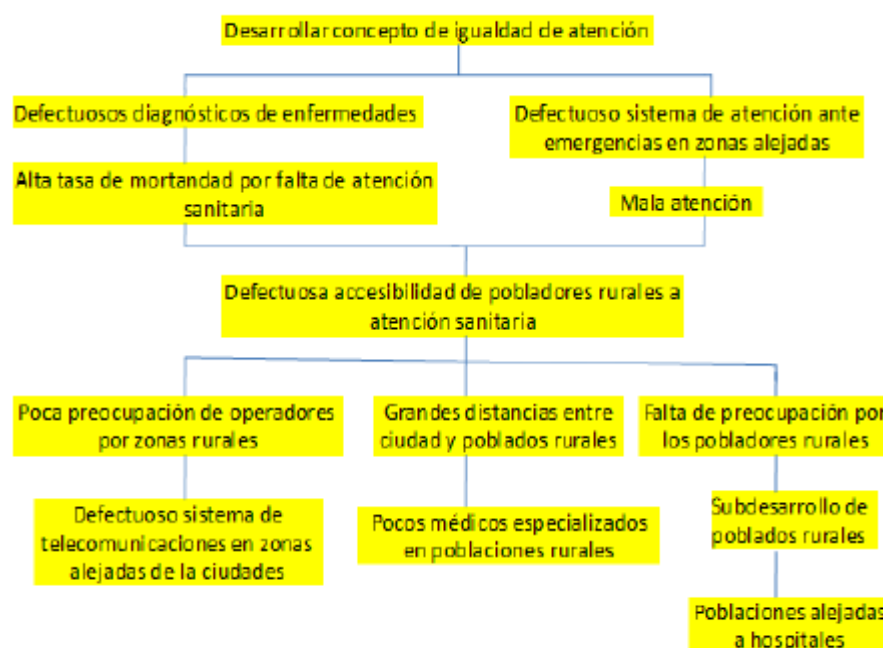 Desarrollar concepto de igualdad de atención
Defectuosos diagnósticos de enfermedades
Defectuoso sistema de atención ante
emergencias en zonas alejadas
Alta tasa de mortandad por falta de atención
sanitaria
Mala atención
Defectuosa accesibilidad de pobladores rurales a
atención sanitaria
Poca preocupación de operadores
por zonas rurales
Grandes distancias entre
ciudad y poblados rurales
Falta de preocupación por
los pobladores rurales
Defectuoso sistema de
telecomunicaciones en zonas
alejadas de la ciudades
Pocos médicos especializados
en poblaciones rurales
Subdesarrollo de
poblados rurales
Poblaciones alejadas
a hospitales